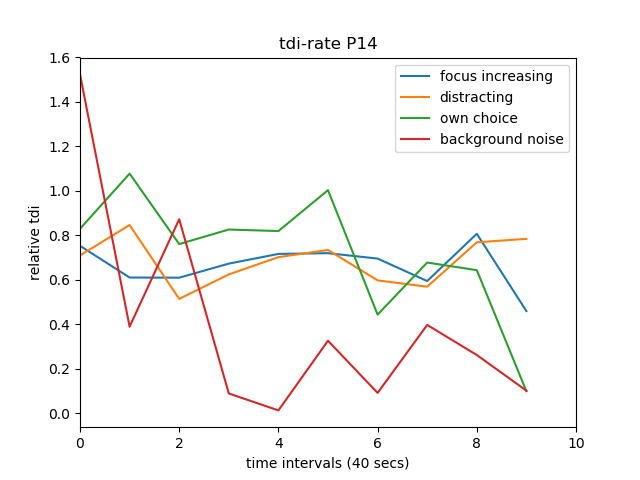 tdi-rate P14
focus increasing
distracting
own choice
background noise
relative tdi
1.6
1.4
1.2
1.0
0.8
0.6
0.4
0.2
0.0
0 2 4 6 8 10
time intervals (40 secs)